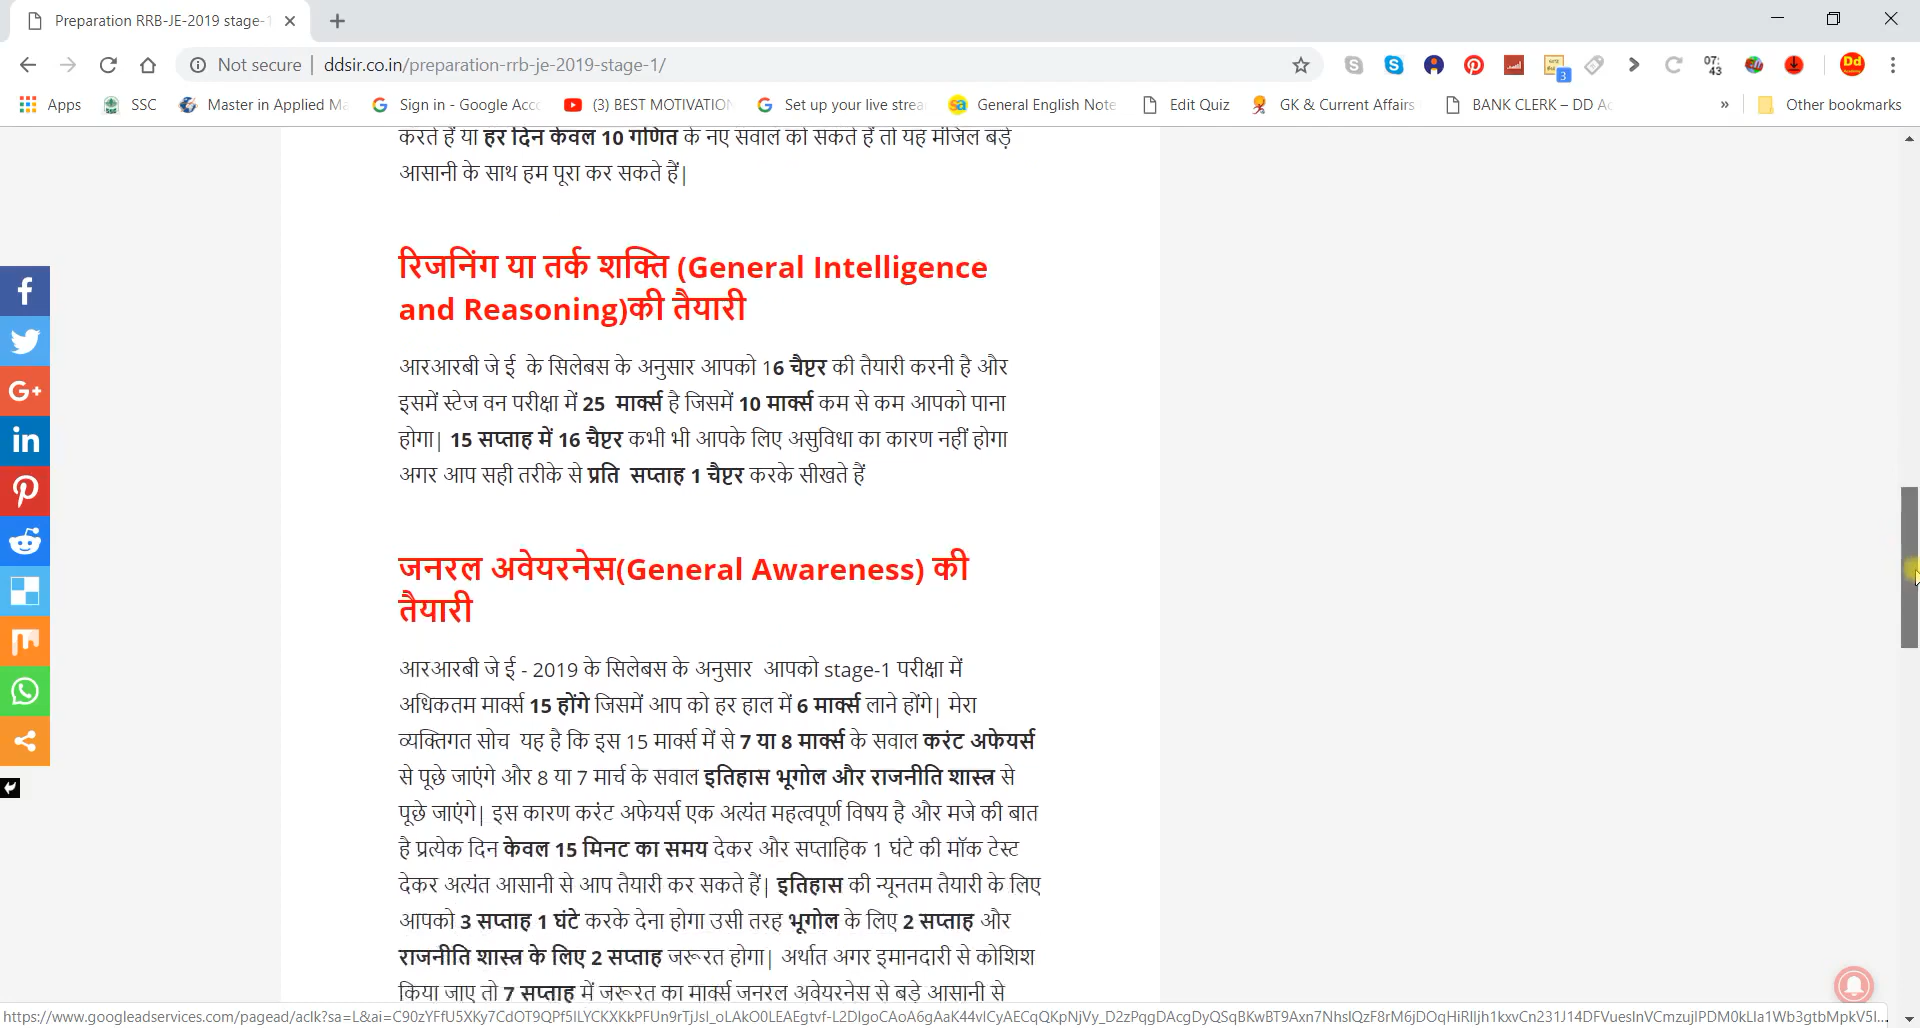 Preparation RRB-JE-2019 stage-1
Not secure | ddsir.co.in/preparation-rrb-je-2019-stage-1/
3
07:
43
Dd
Apps
SSC
Master in Applied Ma
Sign in - Google Acc
(3) BEST MOTIVATION
Set up your live strea
sa
General English Note
Edit Quiz
GK & Current Affairs
BANK CLERK – DD Ac
»
Other bookmarks
करते हैं या हर दिन केवल 10 गणित के नए सवाल को सकते हैं तो यह मंजिल बड़े
आसानी के साथ हम पूरा कर सकते हैं|
रिजनिंग या तर्क शक्ति (General Intelligence
and Reasoning)की तैयारी
आरआरबी जे ई के सिलेबस के अनुसार आपको 16 चैप्टर की तैयारी करनी है और
इसमें स्टेज वन परीक्षा में 25 मार्क्स है जिसमें 10 मार्क्स कम से कम आपको पाना
होगा| 15 सप्ताह में 16 चैप्टर कभी भी आपके लिए असुविधा का कारण नहीं होगा
अगर आप सही तरीके से प्रति सप्ताह 1 चैप्टर करके सीखते हैं
जनरल अवेयरनेस(General Awareness) की
तैयारी
आरआरबी जे ई - 2019 के सिलेबस के अनुसार आपको stage-1 परीक्षा में
अधिकतम मार्क्स 15 होंगे जिसमें आप को हर हाल में 6 मार्क्स लाने होंगे| मेरा
व्यक्तिगत सोच यह है कि इस 15 मार्क्स में से 7 या 8 मार्क्स के सवाल करंट अफेयर्स
से पूछे जाएंगे और 8 या 7 मार्च के सवाल इतिहास भूगोल और राजनीति शास्त्र से
पूछे जाएंगे| इस कारण करंट अफेयर्स एक अत्यंत महत्वपूर्ण विषय है और मजे की बात
है प्रत्येक दिन केवल 15 मिनट का समय देकर और सप्ताहिक 1 घंटे की मॉक टेस्ट
देकर अत्यंत आसानी से आप तैयारी कर सकते हैं| इतिहास की न्यूनतम तैयारी के लिए
आपको 3 सप्ताह 1 घंटे करके देना होगा उसी तरह भूगोल के लिए 2 सप्ताह और
राजनीति शास्त्र के लिए 2 सप्ताह जरूरत होगा| अर्थात अगर इमानदारी से कोशिश
किया जाए तो 7 सप्ताह में जरूरत का मार्क्स जनरल अवेयरनेस से बड़े आसानी से